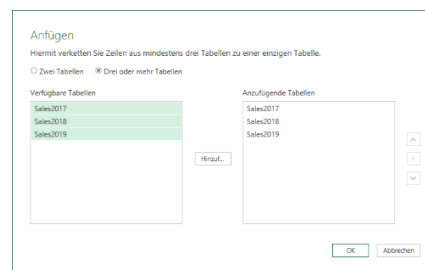 Anfügen
Hiermit verketten Sie Zeilen aus mindestens drei Tabellen zu einer einzigen Tabelle.
Zwei Tabellen Drei oder mehr Tabellen
Verfügbare Tabellen
Sales2017
Sales2018
Sales2019
Hinzuf...
Anzufügende Tabellen
Sales2017
Sales2018
Sales2019
OK Abbrechen